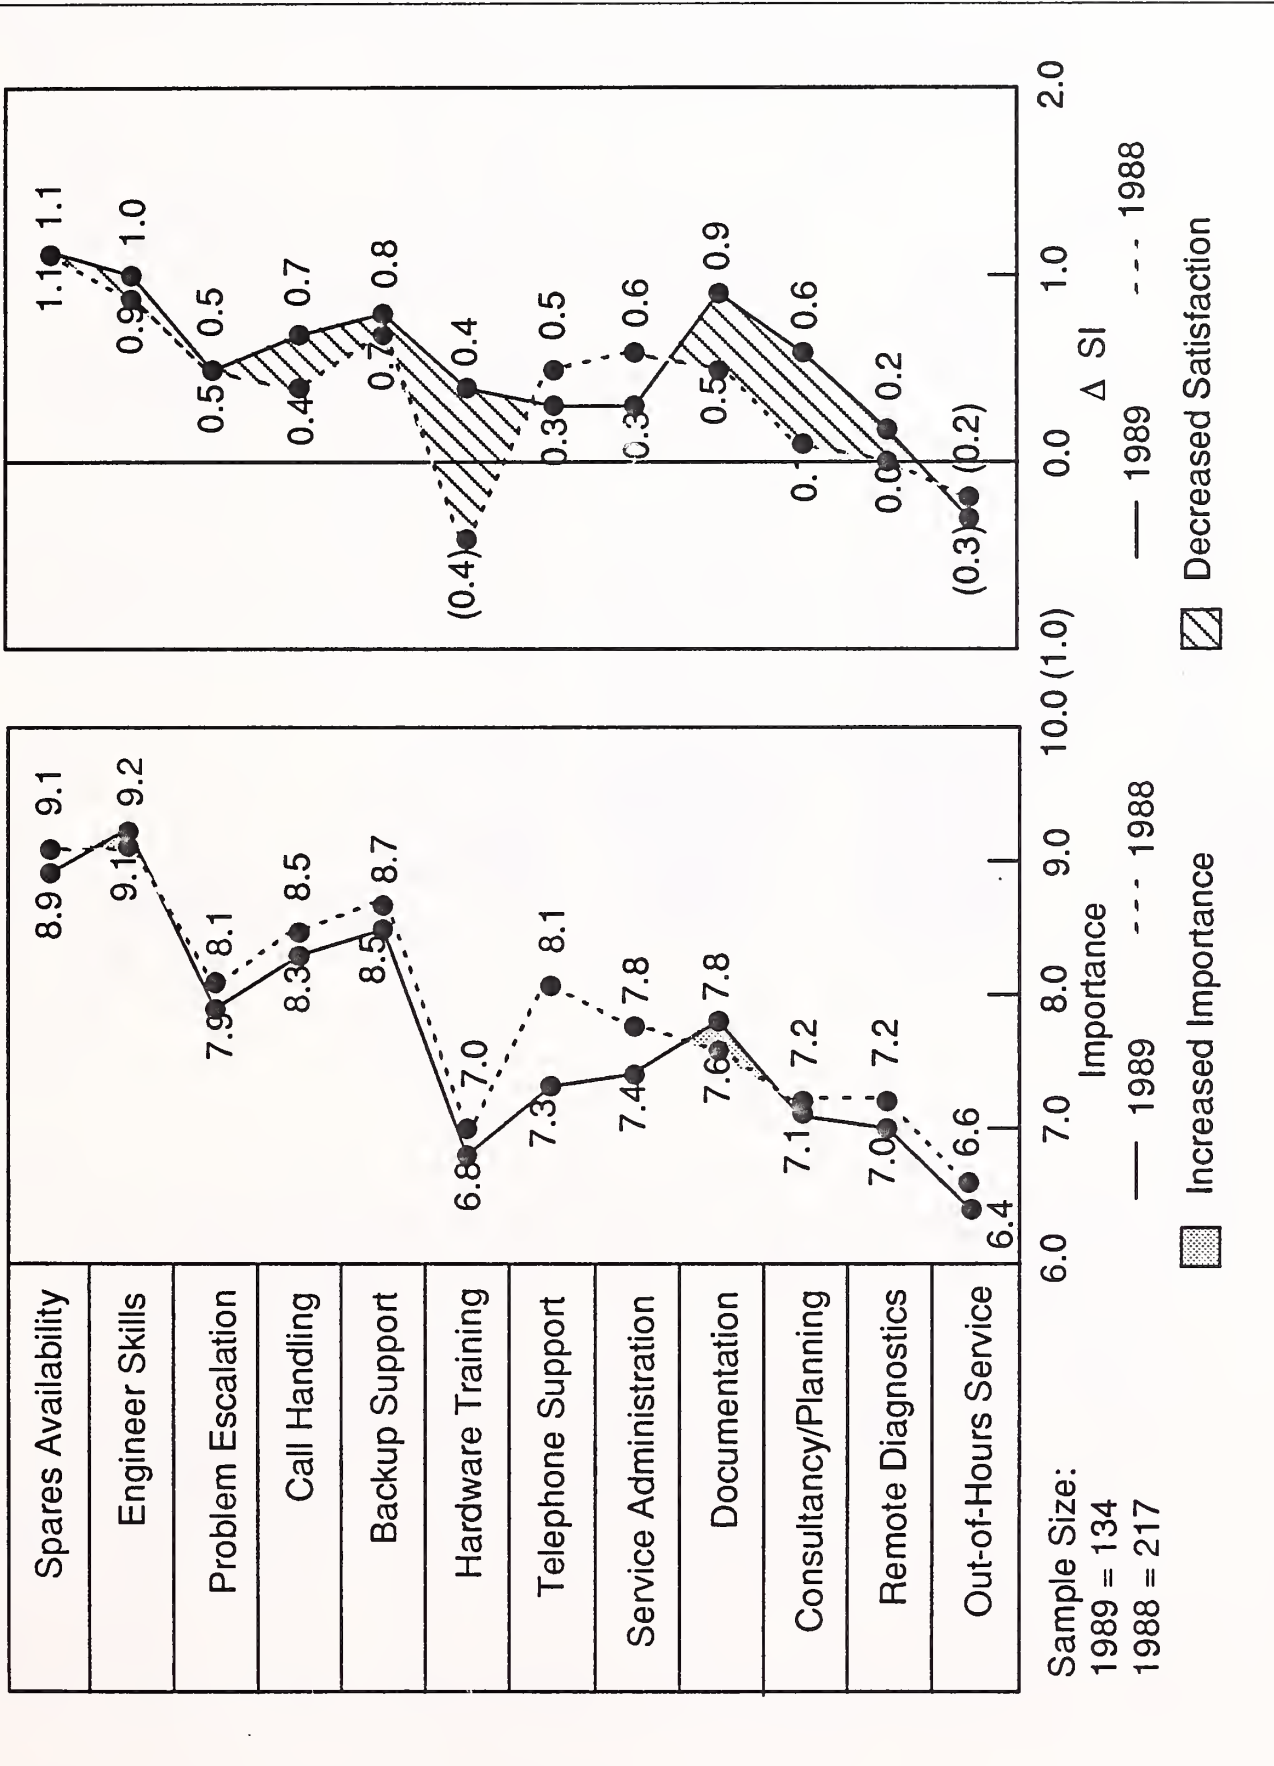 Spares Availability 8.9 9.1 1.1 1.1
Engineer Skills 9.1 9.2 0.9 1.0
Problem Escalation 7.9 8.1 0.5 0.5
Call Handling 8.3 8.5 0.4 0.7
Backup Support 8.5 8.7 0.7 0.8
Hardware Training 6.8 7.0 (0.4) 0.4
Telephone Support 7.3 8.1 0.3 0.5
Service Administration 7.4 7.8 0.3 0.6
Documentation 7.6 7.8 0.5 0.9
Consultancy/Planning 7.1 7.2 0. 0.6
Remote Diagnostics 7.0 7.2 0.0 0.2
Out-of-Hours Service 6.4 6.6 (0.3) (0.2)
6.0 7.0 8.0 9.0 10.0 (1.0) 0.0 1.0 2.0
Importance Δ SI
1989 1988 1989 1988
Increased Importance Decreased Satisfaction
Sample Size:
1989 = 134
1988 = 217